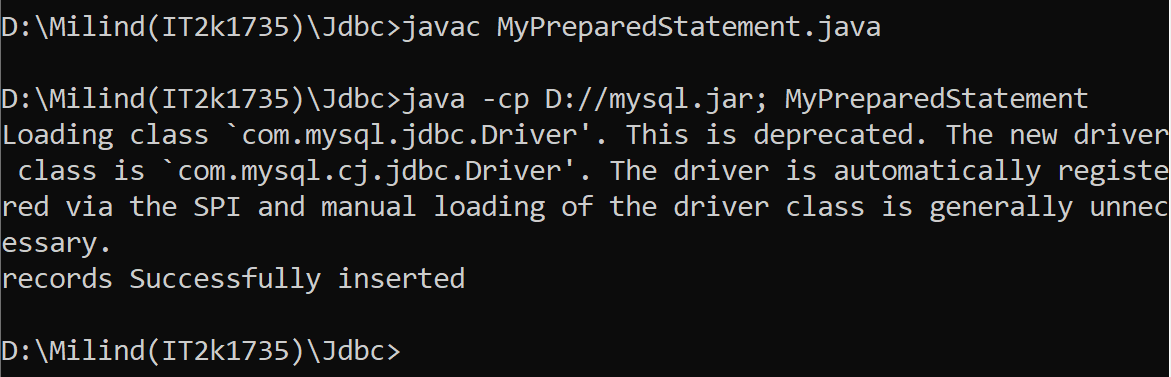 D:\Milind(IT2k1735)\Jdbc>javac MyPreparedStatement.java
D:\Milind(IT2k1735)\Jdbc>java -cp D://mysql.jar; MyPreparedStatement
Loading class `com.mysql.jdbc.Driver'. This is deprecated. The new driver
 class is `com.mysql.cj.jdbc.Driver'. The driver is automatically registe
red via the SPI and manual loading of the driver class is generally unnec
essary.
records Successfully inserted
D:\Milind(IT2k1735)\Jdbc>